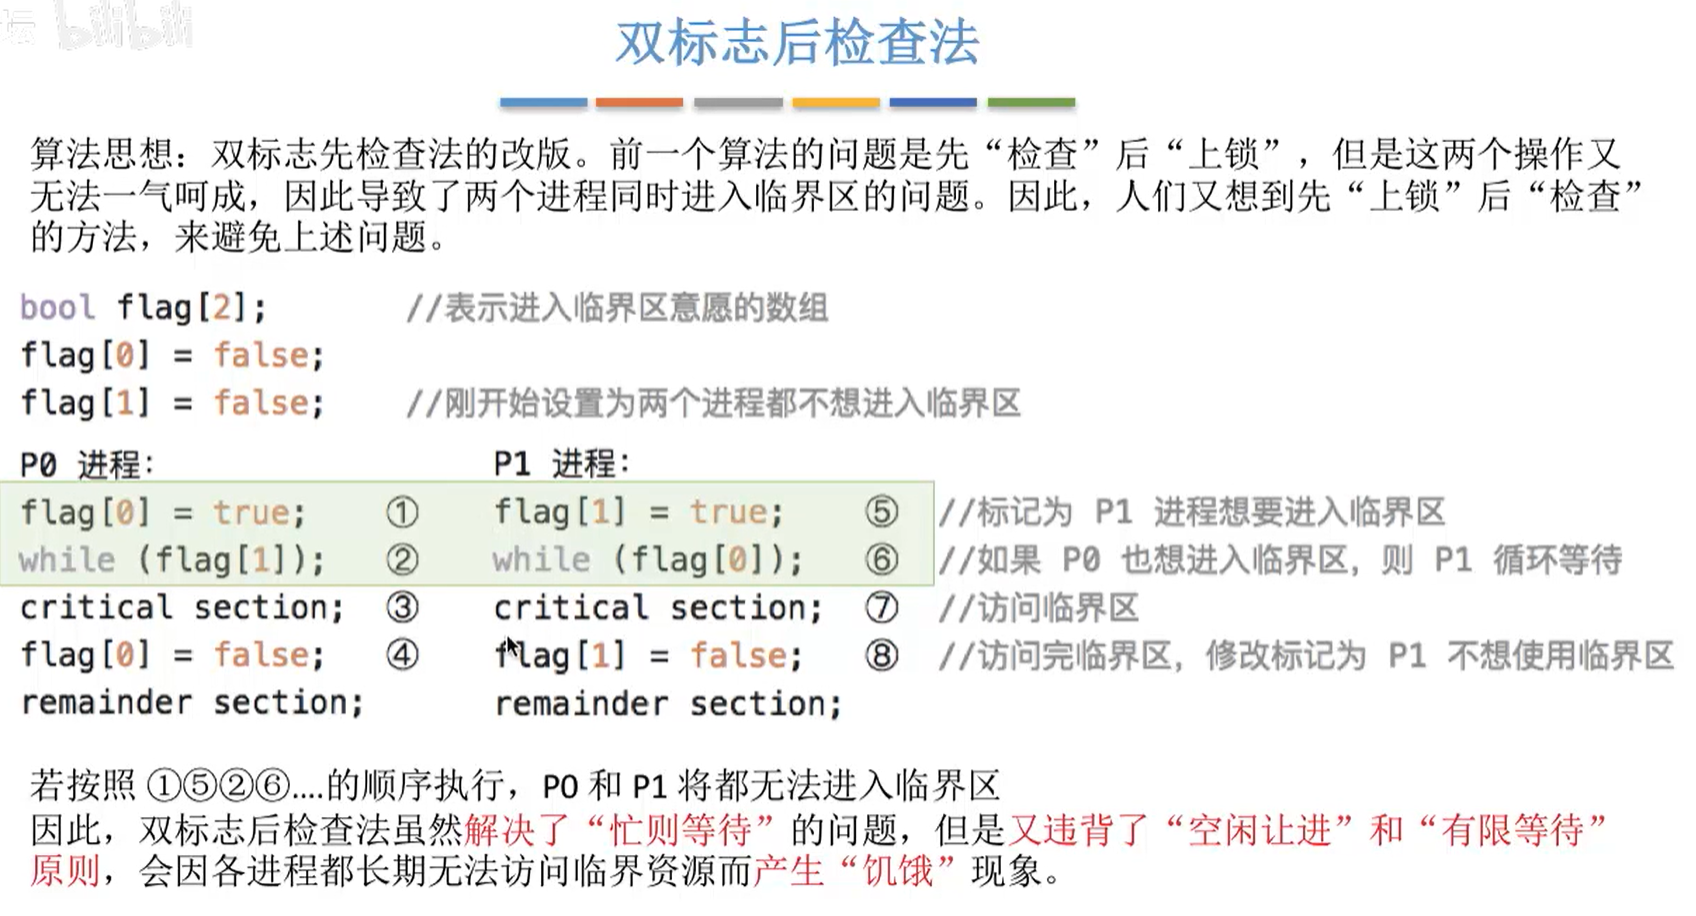 坛 bilibili
双标志后检查法
算法思想：双标志先检查法的改版。前一个算法的问题是先“检查”后“上锁”，但是这两个操作又
无法一气呵成，因此导致了两个进程同时进入临界区的问题。因此，人们又想到先“上锁”后“检查”
的方法，来避免上述问题。
bool flag[2]; //表示进入临界区意愿的数组
flag[0] = false;
flag[1] = false; //刚开始设置为两个进程都不想进入临界区
P0 进程： P1 进程：
flag[0] = true; ① flag[1] = true; ⑤ //标记为 P1 进程想要进入临界区
while (flag[1]); ② while (flag[0]); ⑥ //如果 P0 也想进入临界区，则 P1 循环等待
critical section; ③ critical section; ⑦ //访问临界区
flag[0] = false; ④ flag[1] = false; ⑧ //访问完临界区，修改标记为 P1 不想使用临界区
remainder section; remainder section;
若按照 ①⑤②⑥....的顺序执行，P0 和 P1 将都无法进入临界区
因此，双标志后检查法虽然解决了“忙则等待”的问题，但是又违背了“空闲让进”和“有限等待”
原则，会因各进程都长期无法访问临界资源而产生“饥饿”现象。